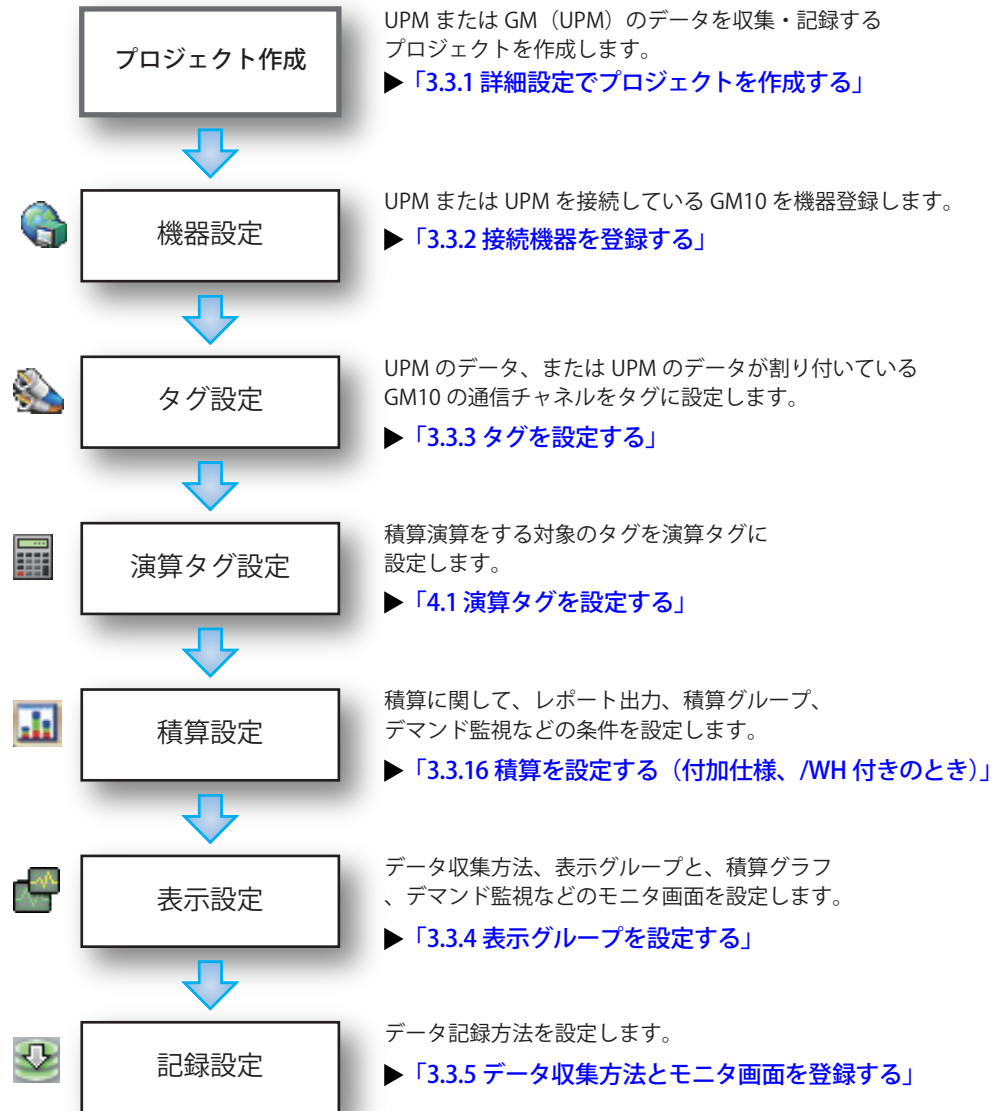 プロジェクト作成
UPM または GM（UPM）のデータを収集・記録する
プロジェクトを作成します。
▶「3.3.1 詳細設定でプロジェクトを作成する」
機器設定
UPM または UPM を接続している GM10 を機器登録します。
▶「3.3.2 接続機器を登録する」
タグ設定
UPM のデータ、または UPM のデータが割り付いている
GM10 の通信チャネルをタグに設定します。
▶「3.3.3 タグを設定する」
演算タグ設定
積算演算をする対象のタグを演算タグに
設定します。
▶「4.1 演算タグを設定する」
積算設定
積算に関して、レポート出力、積算グループ、
デマンド監視などの条件を設定します。
▶「3.3.16 積算を設定する（付加仕様、/WH 付きのとき）」
表示設定
データ収集方法、表示グループと、積算グラフ
、デマンド監視などのモニタ画面を設定します。
▶「3.3.4 表示グループを設定する」
記録設定
データ記録方法を設定します。
▶「3.3.5 データ収集方法とモニタ画面を登録する」